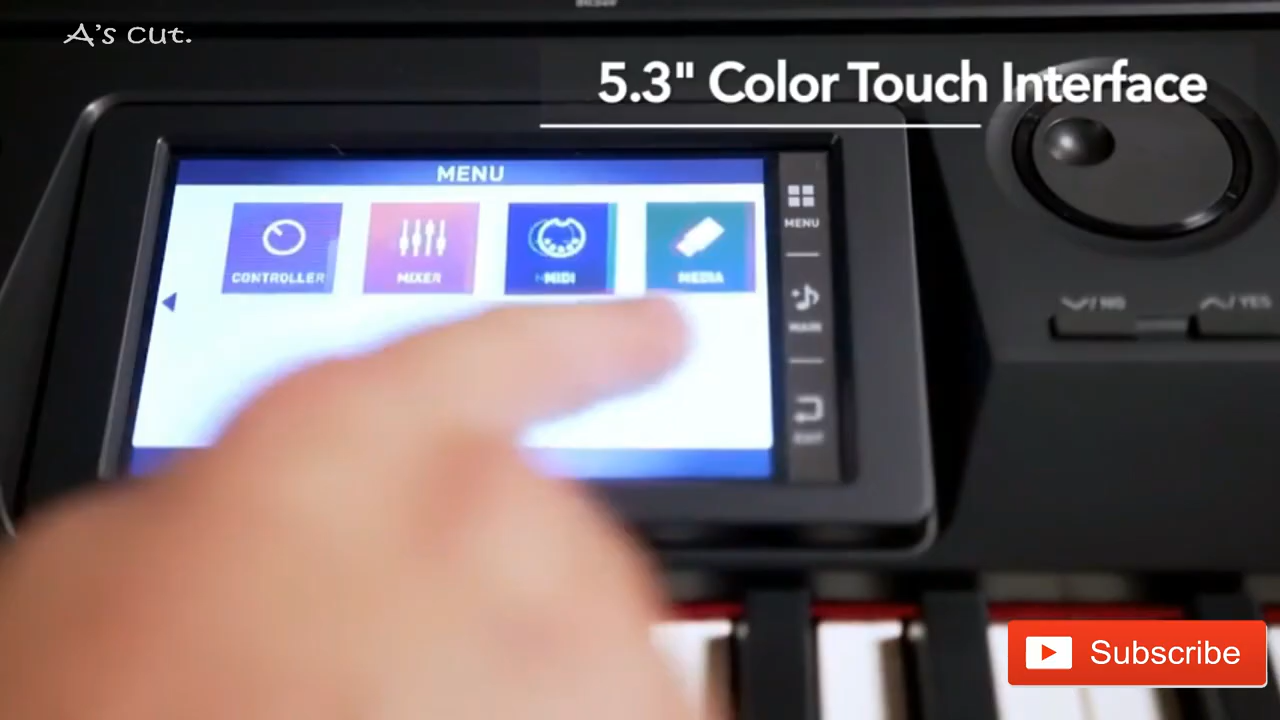 A's cut.
5.3" Color Touch Interface
MENU
CONTROLLER
MIXER
MIDI
MEDIA
MENU
MAIN
EXIT
/ NO
/ YES
Subscribe